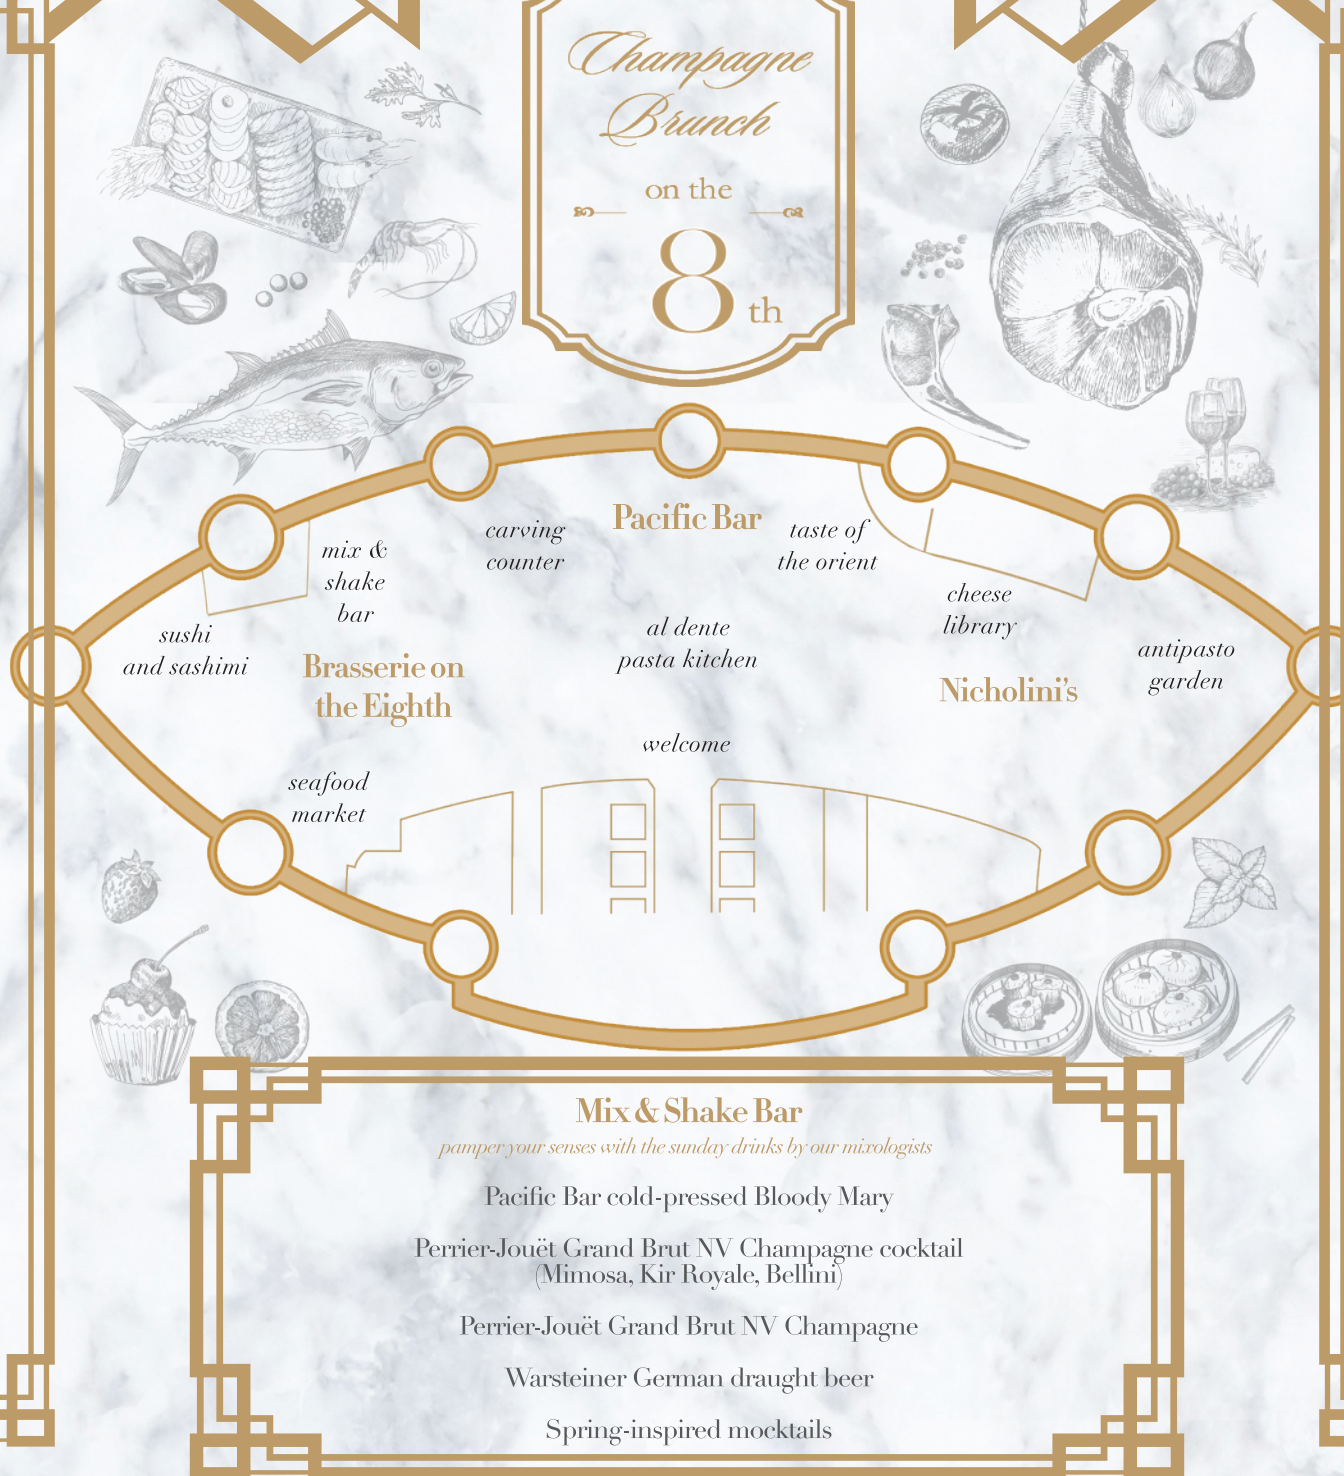 Champagne
Brunch
on the
8th
Pacific Bar
carving
counter
taste of
the orient
mix &
shake
bar
cheese
library
sushi
and sashimi
al dente
pasta kitchen
antipasto
garden
Brasserie on
the Eighth
Nicholini's
welcome
seafood
market
Mix & Shake Bar
pamper your senses with the sunday drinks by our mixologists
Pacific Bar cold-pressed Bloody Mary
Perrier-Jouët Grand Brut NV Champagne cocktail
(Mimosa, Kir Royale, Bellini)
Perrier-Jouët Grand Brut NV Champagne
Warsteiner German draught beer
Spring-inspired mocktails